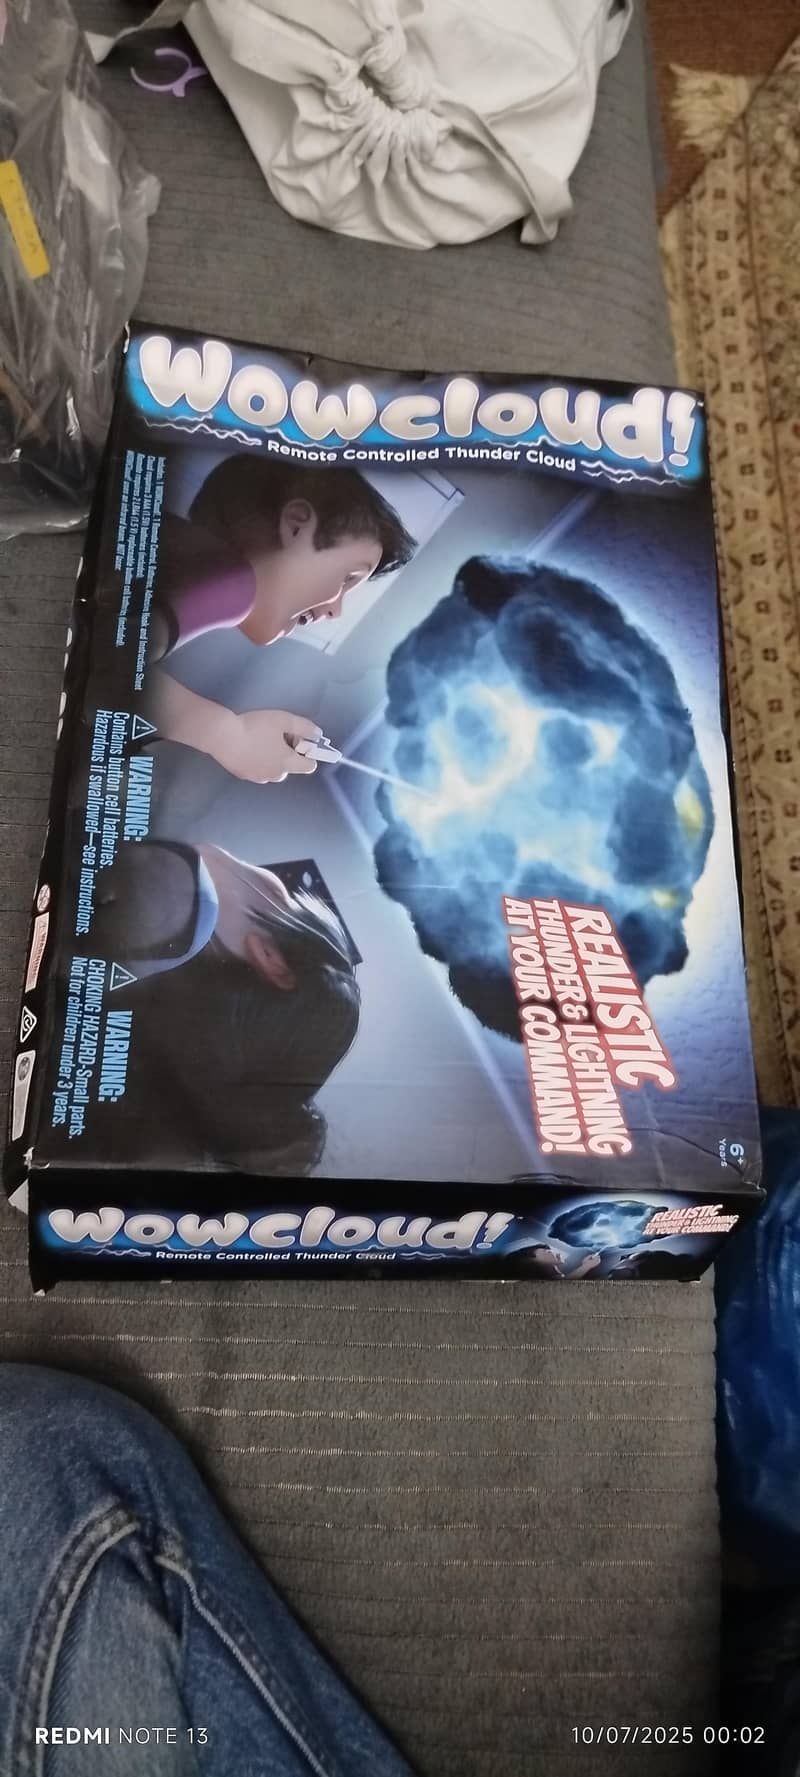 Wowcloud!
Remote Controlled Thunder Cloud
REALISTIC
THUNDER & LIGHTNING
AT YOUR COMMAND!
6+
Years
WARNING:
Contains button cell batteries.
Hazardous if swallowed—see instructions.
WARNING:
CHOKING HAZARD-Small parts.
Not for children under 3 years.
Wowcloud!
Remote Controlled Thunder Cloud
REALISTIC
THUNDER & LIGHTNING
AT YOUR COMMAND!
REDMI NOTE 13
10/07/2025 00:02